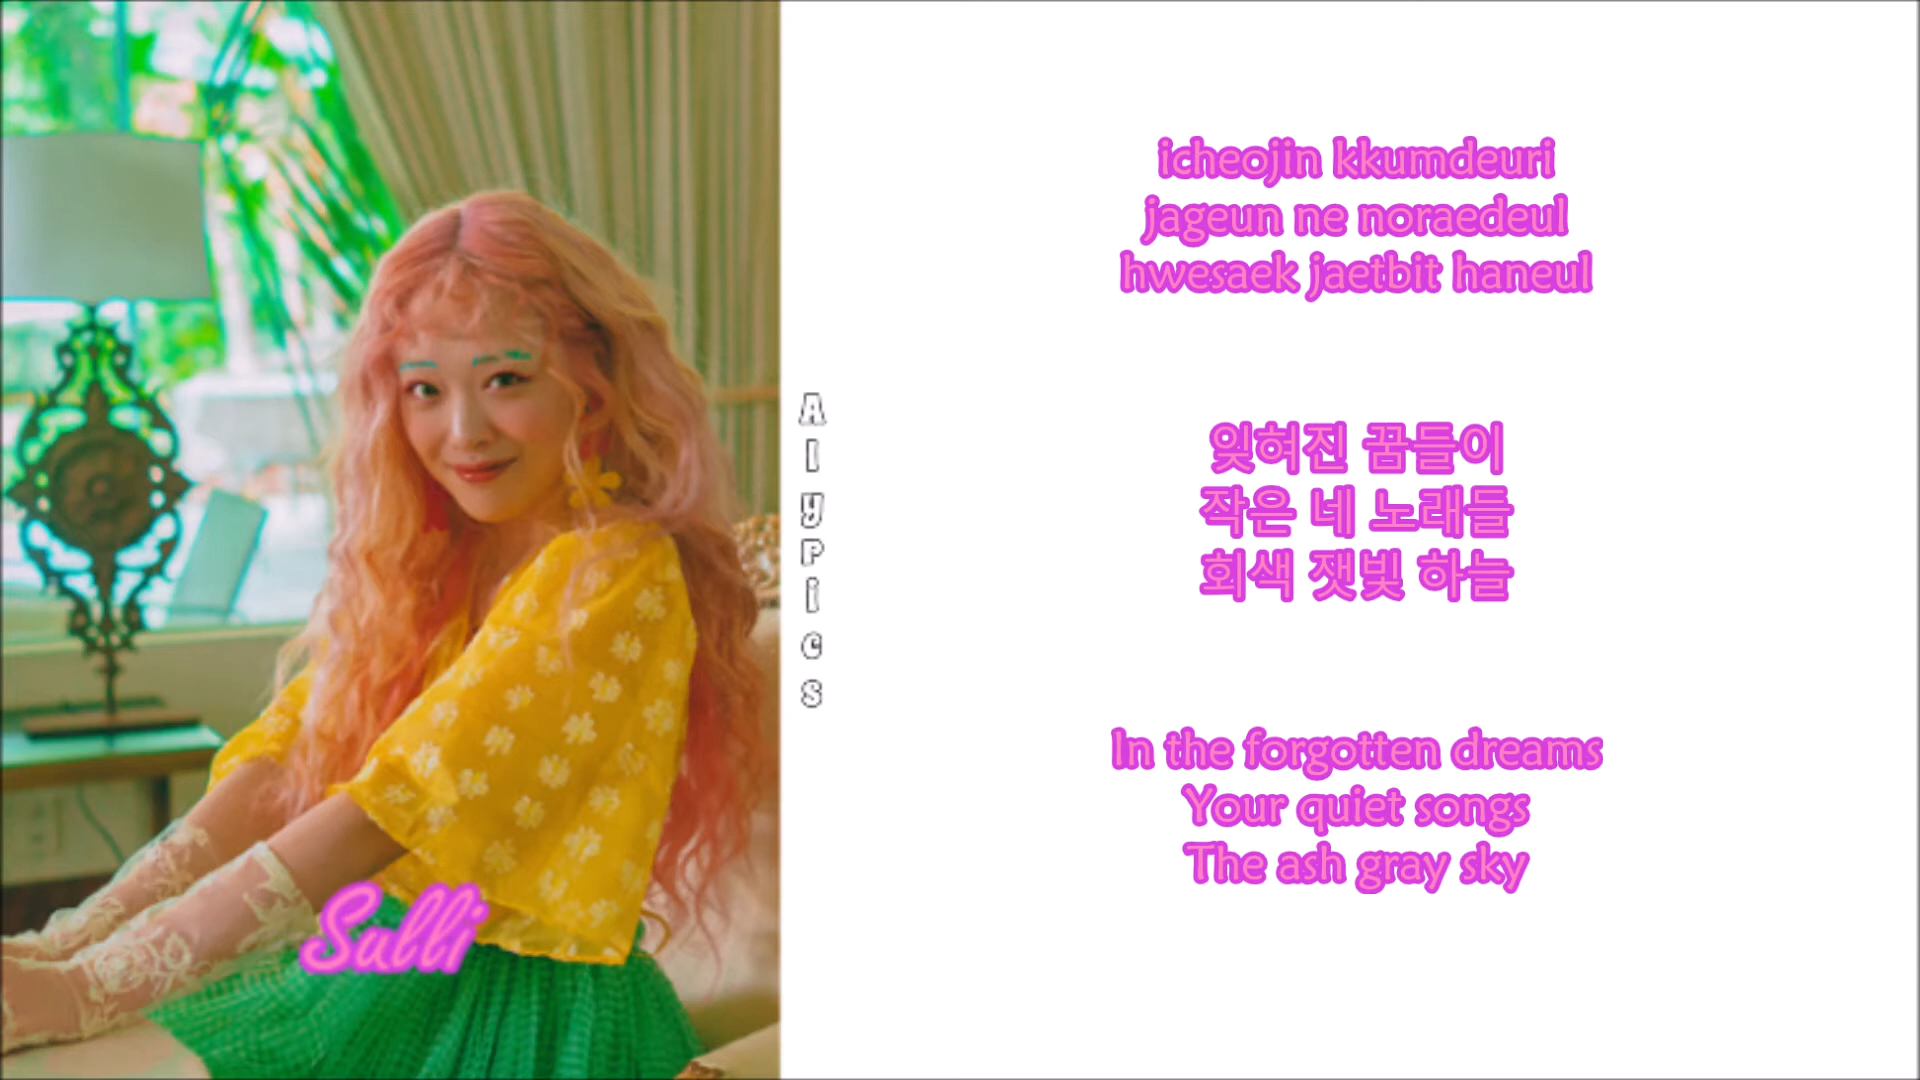 icheojin kkumdeuri
jageun ne noraedeul
hwesaek jaetbit haneul
잊혀진 꿈들이
작은 네 노래들
회색 잿빛 하늘
In the forgotten dreams
Your quiet songs
The ash gray sky
AlyPics
Sulli